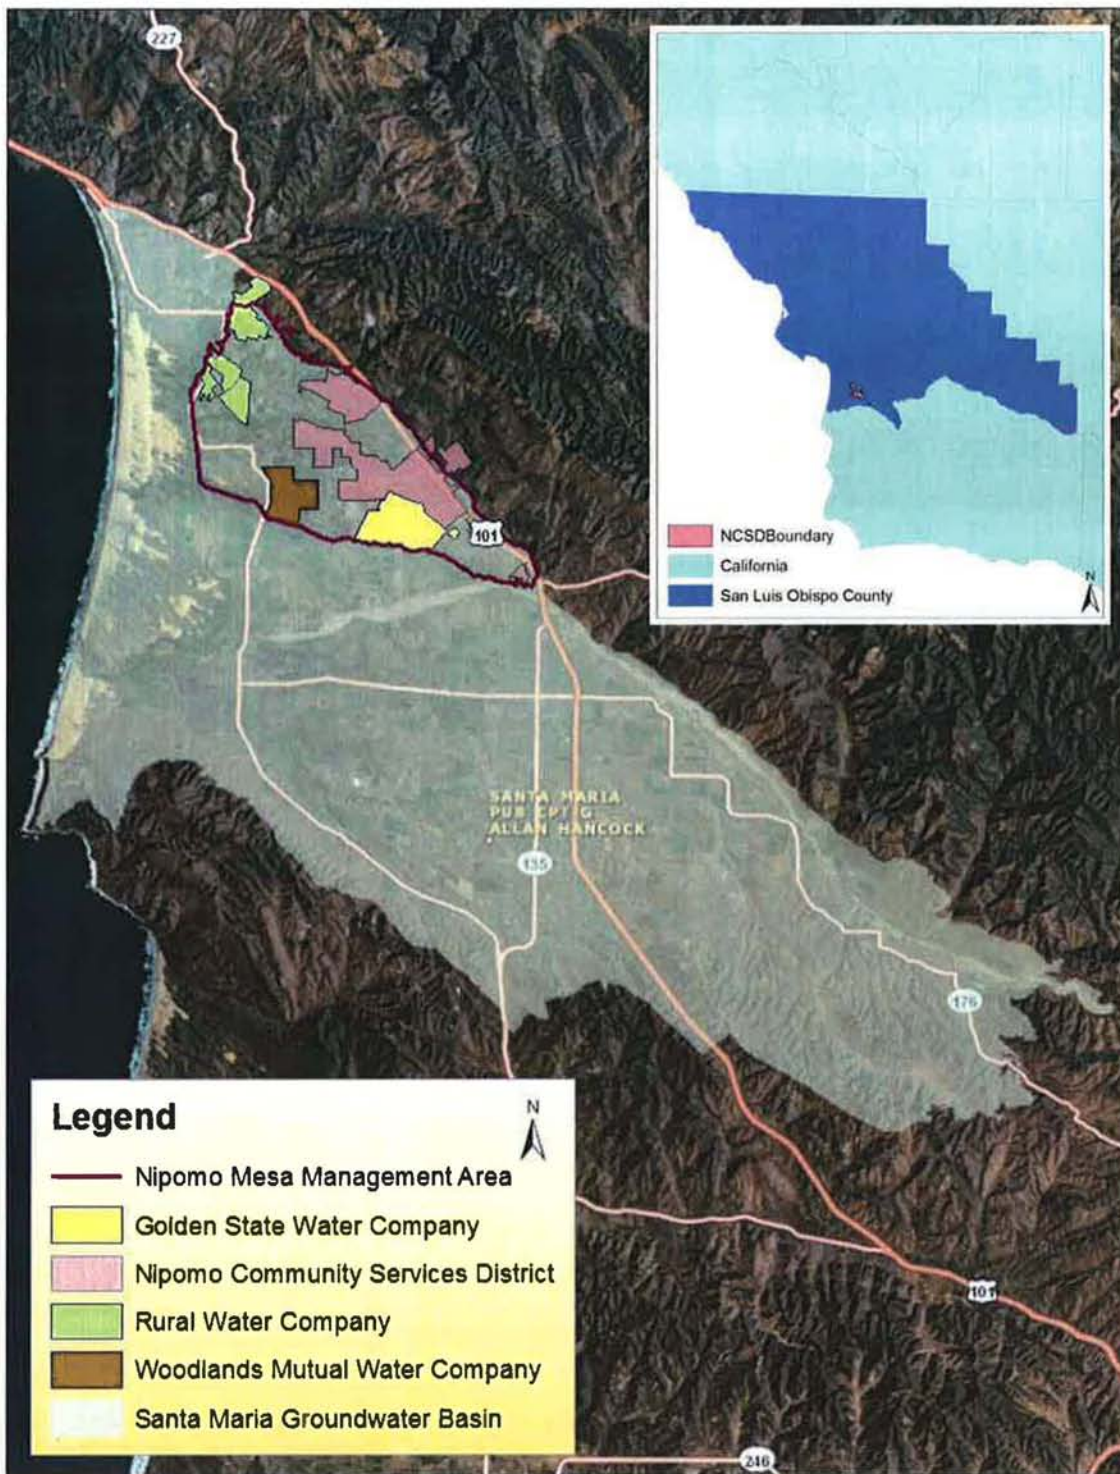 227
N
NCSDBoundary
California
San Luis Obispo County
101
SANTA MARIA
PUB CPT G
ALLAN HANCOCK
135
176
Legend
N
Nipomo Mesa Management Area
Golden State Water Company
Nipomo Community Services District
Rural Water Company
Woodlands Mutual Water Company
Santa Maria Groundwater Basin
101
246